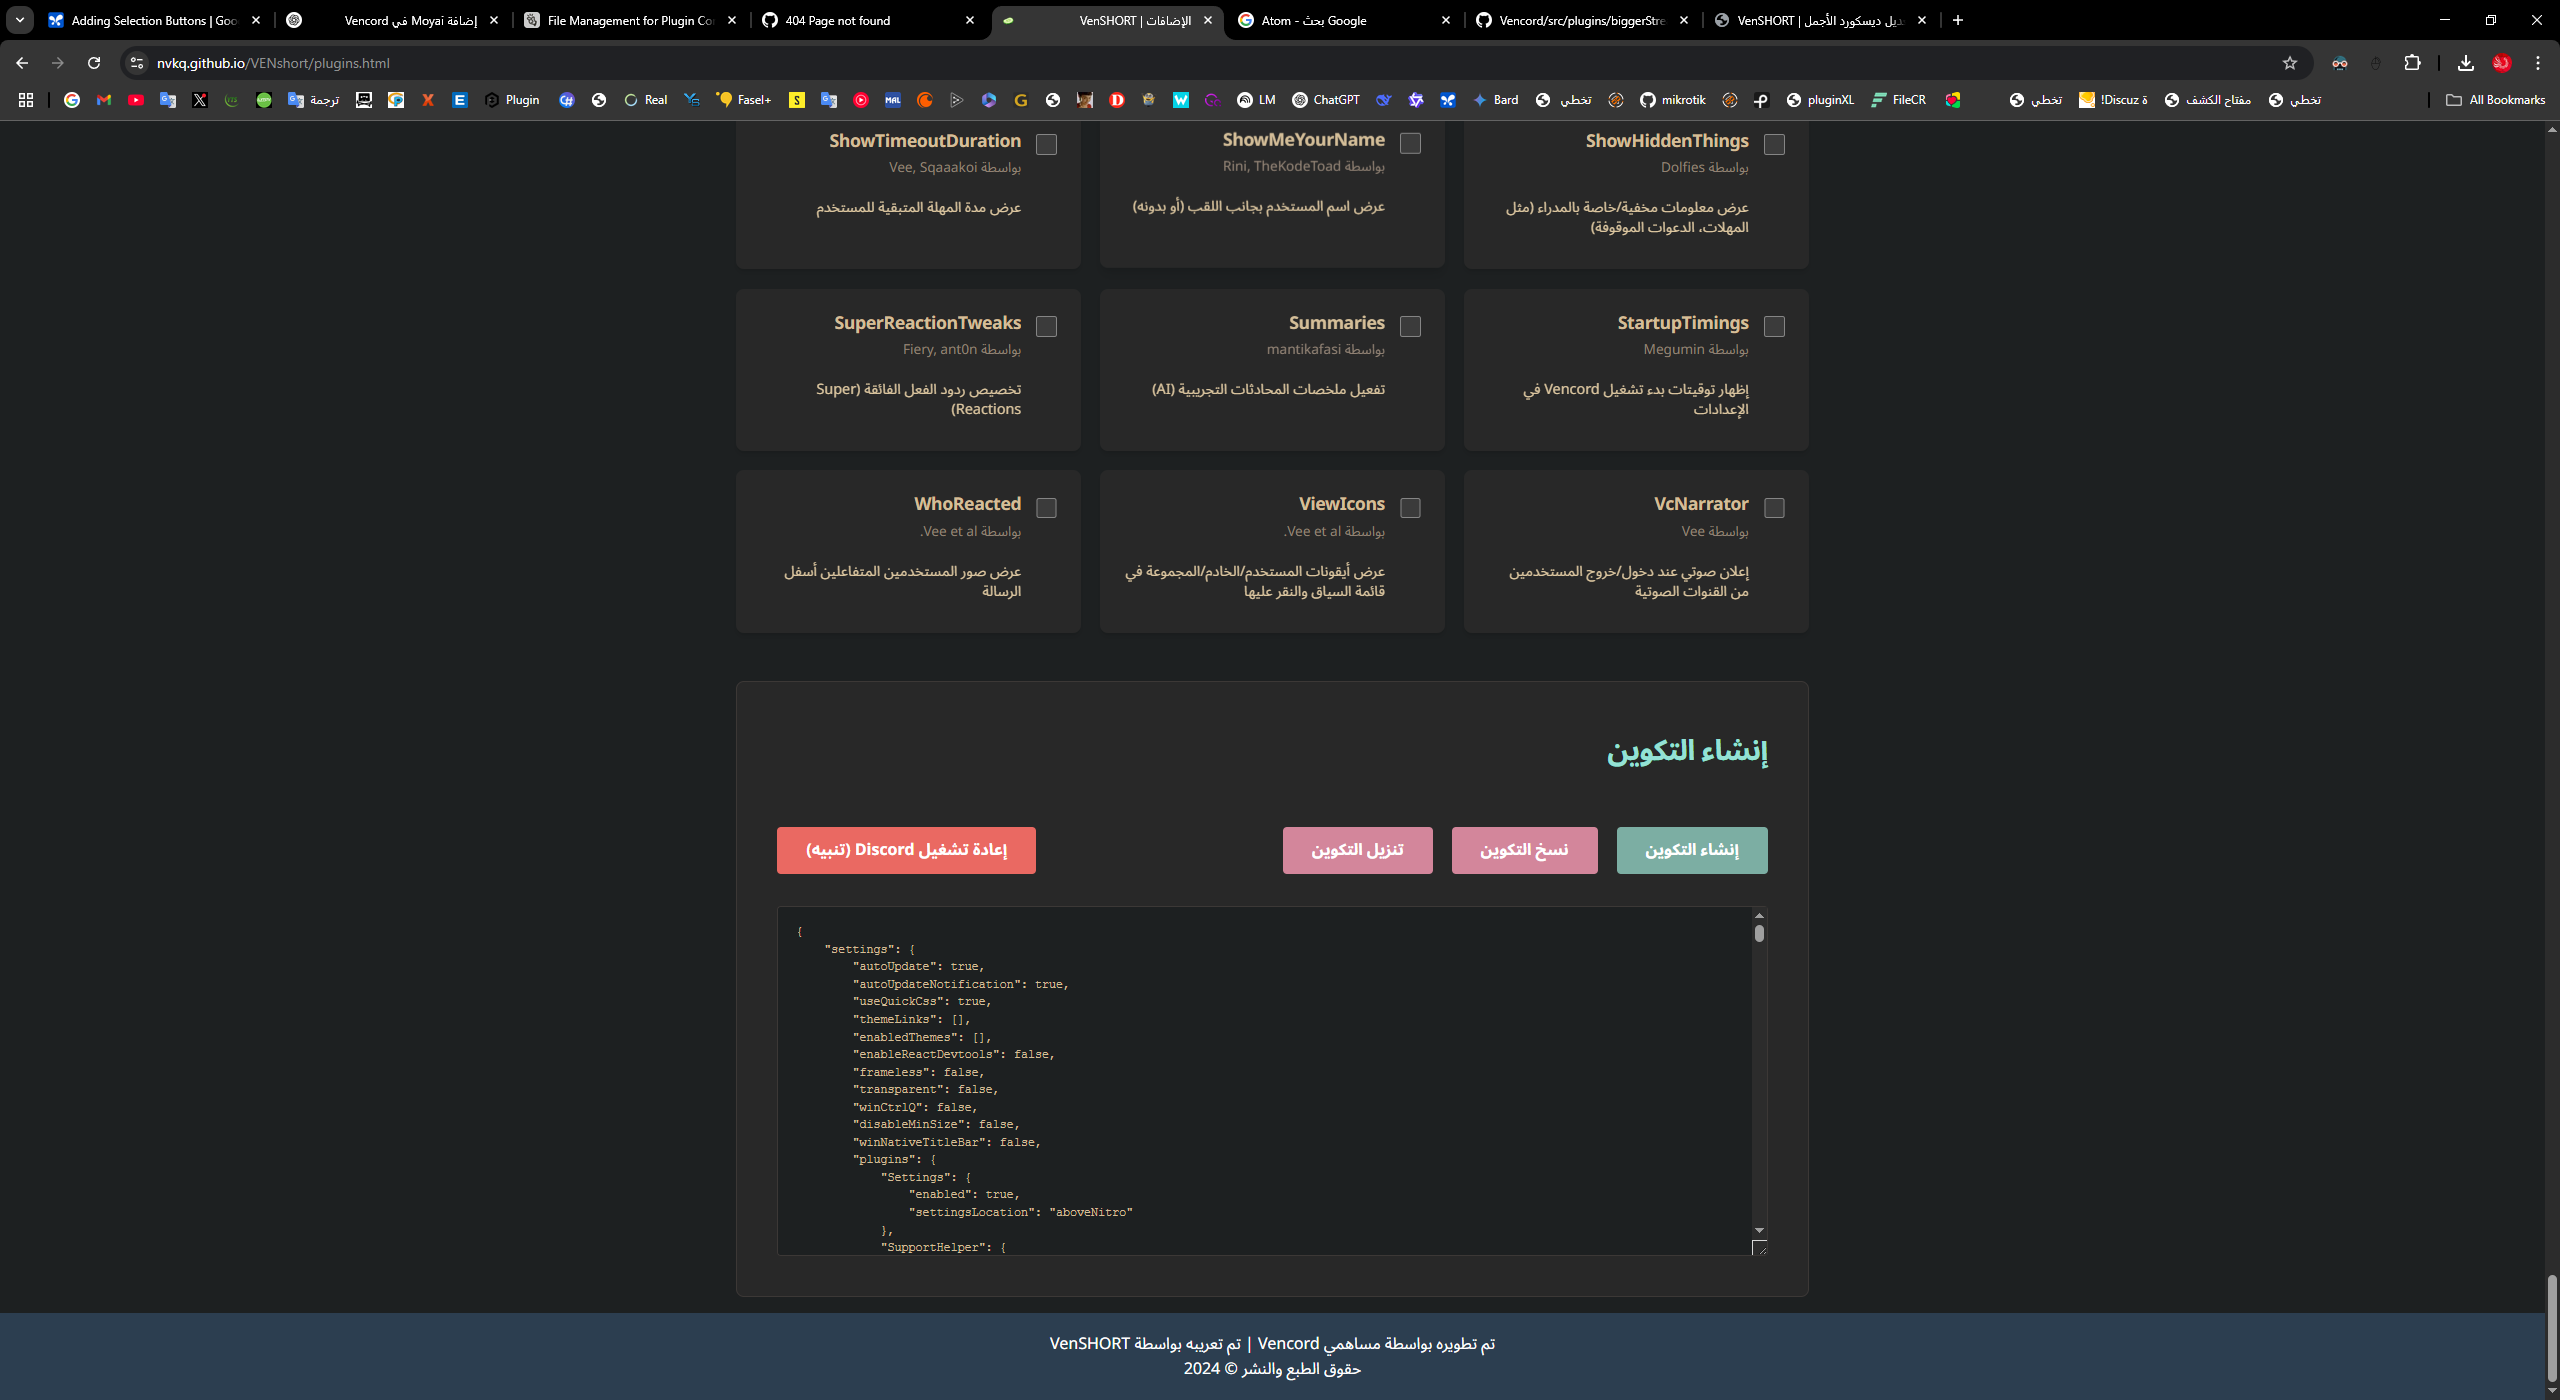 Adding Selection Buttons | Goo
إضافة Moyai في Vencord
File Management for Plugin Co
404 Page not found
الإضافات | VenSHORT
Atom - بحث Google
Vencord/src/plugins/biggerStre
ديل ديسكورد الأجمل | VenSHORT
nvkq.github.io/VENshort/plugins.html
ترجمة
Plugin
Real
Fasel+
LM
ChatGPT
Bard
تخطي
mikrotik
pluginXL
FileCR
تخطي
!Discuz ة
مفتاح الكشف
تخطي
All Bookmarks
ShowHiddenThings
بواسطة Dolfies
عرض معلومات مخفية/خاصة بالمدراء (مثل
المهلات، الدعوات الموقوفة)
ShowMeYourName
بواسطة Rini, TheKodeToad
عرض اسم المستخدم بجانب اللقب (أو بدونه)
ShowTimeoutDuration
بواسطة Vee, Sqaaakoi
عرض مدة المهلة المتبقية للمستخدم
StartupTimings
بواسطة Megumin
إظهار توقيتات بدء تشغيل Vencord في
الإعدادات
Summaries
بواسطة mantikafasi
تفعيل ملخصات المحادثات التجريبية (AI)
SuperReactionTweaks
بواسطة Fiery, ant0n
تخصيص ردود الفعل الفائقة (Super
Reactions)
VcNarrator
بواسطة Vee
إعلان صوتي عند دخول/خروج المستخدمين
من القنوات الصوتية
ViewIcons
بواسطة Vee et al.
عرض أيقونات المستخدم/الخادم/المجموعة في
قائمة السياق والنقر عليها
WhoReacted
بواسطة Vee et al.
عرض صور المستخدمين المتفاعلين أسفل
الرسالة
إنشاء التكوين
إنشاء التكوين
نسخ التكوين
تنزيل التكوين
إعادة تشغيل Discord (تنبيه)
{
"settings": {
"autoUpdate": true,
"autoUpdateNotification": true,
"useQuickCss": true,
"themeLinks": [],
"enabledThemes": [],
"enableReactDevtools": false,
"frameless": false,
"transparent": false,
"winCtrlQ": false,
"disableMinSize": false,
"winNativeTitleBar": false,
"plugins": {
"Settings": {
"enabled": true,
"settingsLocation": "aboveNitro"
},
"SupportHelper": {
تم تطويره بواسطة مساهمي Vencord | تم تعريبه بواسطة VenSHORT
حقوق الطبع والنشر © 2024